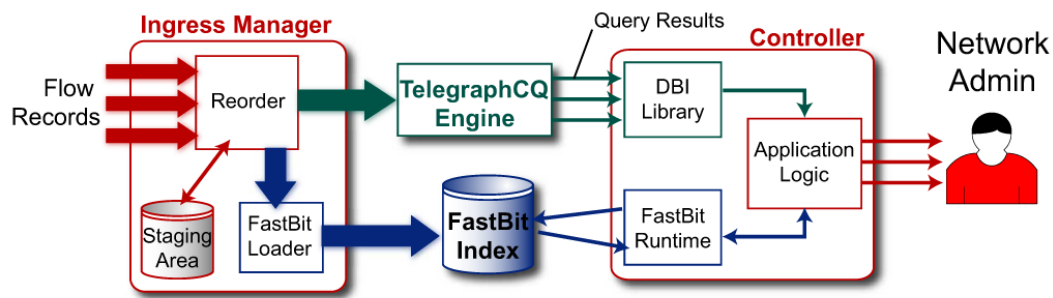 Ingress Manager
Flow
Records
Reorder
Staging
Area
FastBit
Loader
TelegraphCQ
Engine
FastBit
Index
Query Results
Controller
DBI
Library
Application
Logic
FastBit
Runtime
Network
Admin